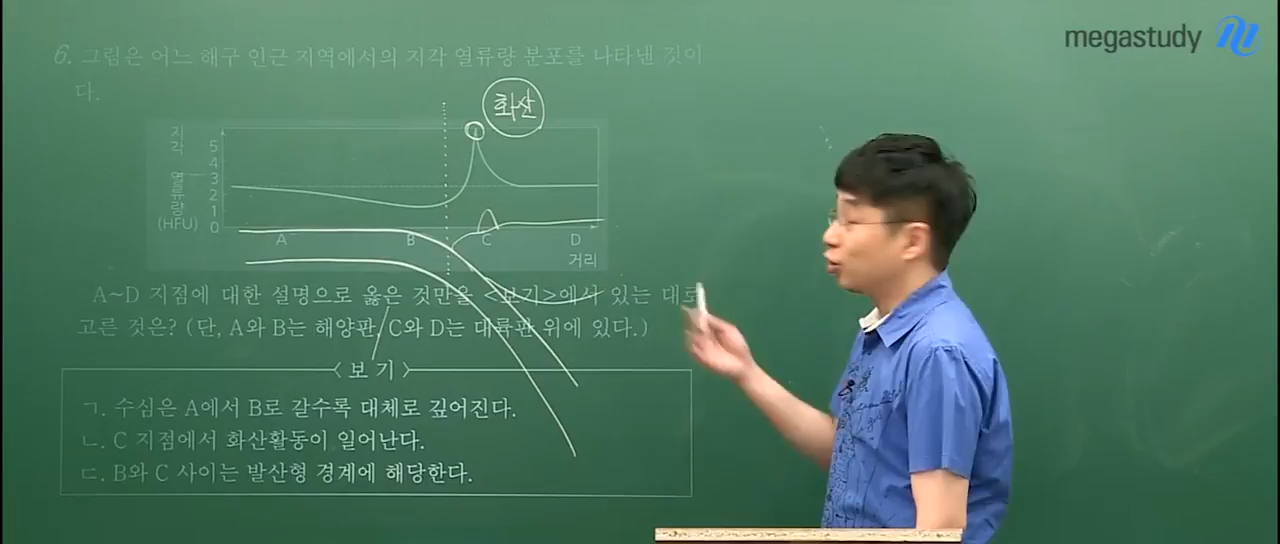 megastudy
6. 그림은 어느 해구 인근 지역에서의 지각 열류량 분포를 나타낸 것이
다.
화산
지
각
열
류
량
(HFU)
5
4
3
2
1
0
A B C D
거리
A~D 지점에 대한 설명으로 옳은 것만을 <보기>에서 있는 대로
고른 것은? (단, A와 B는 해양판, C와 D는 대륙판 위에 있다.)
<보 기>
ㄱ. 수심은 A에서 B로 갈수록 대체로 깊어진다.
ㄴ. C 지점에서 화산활동이 일어난다.
ㄷ. B와 C 사이는 발산형 경계에 해당한다.